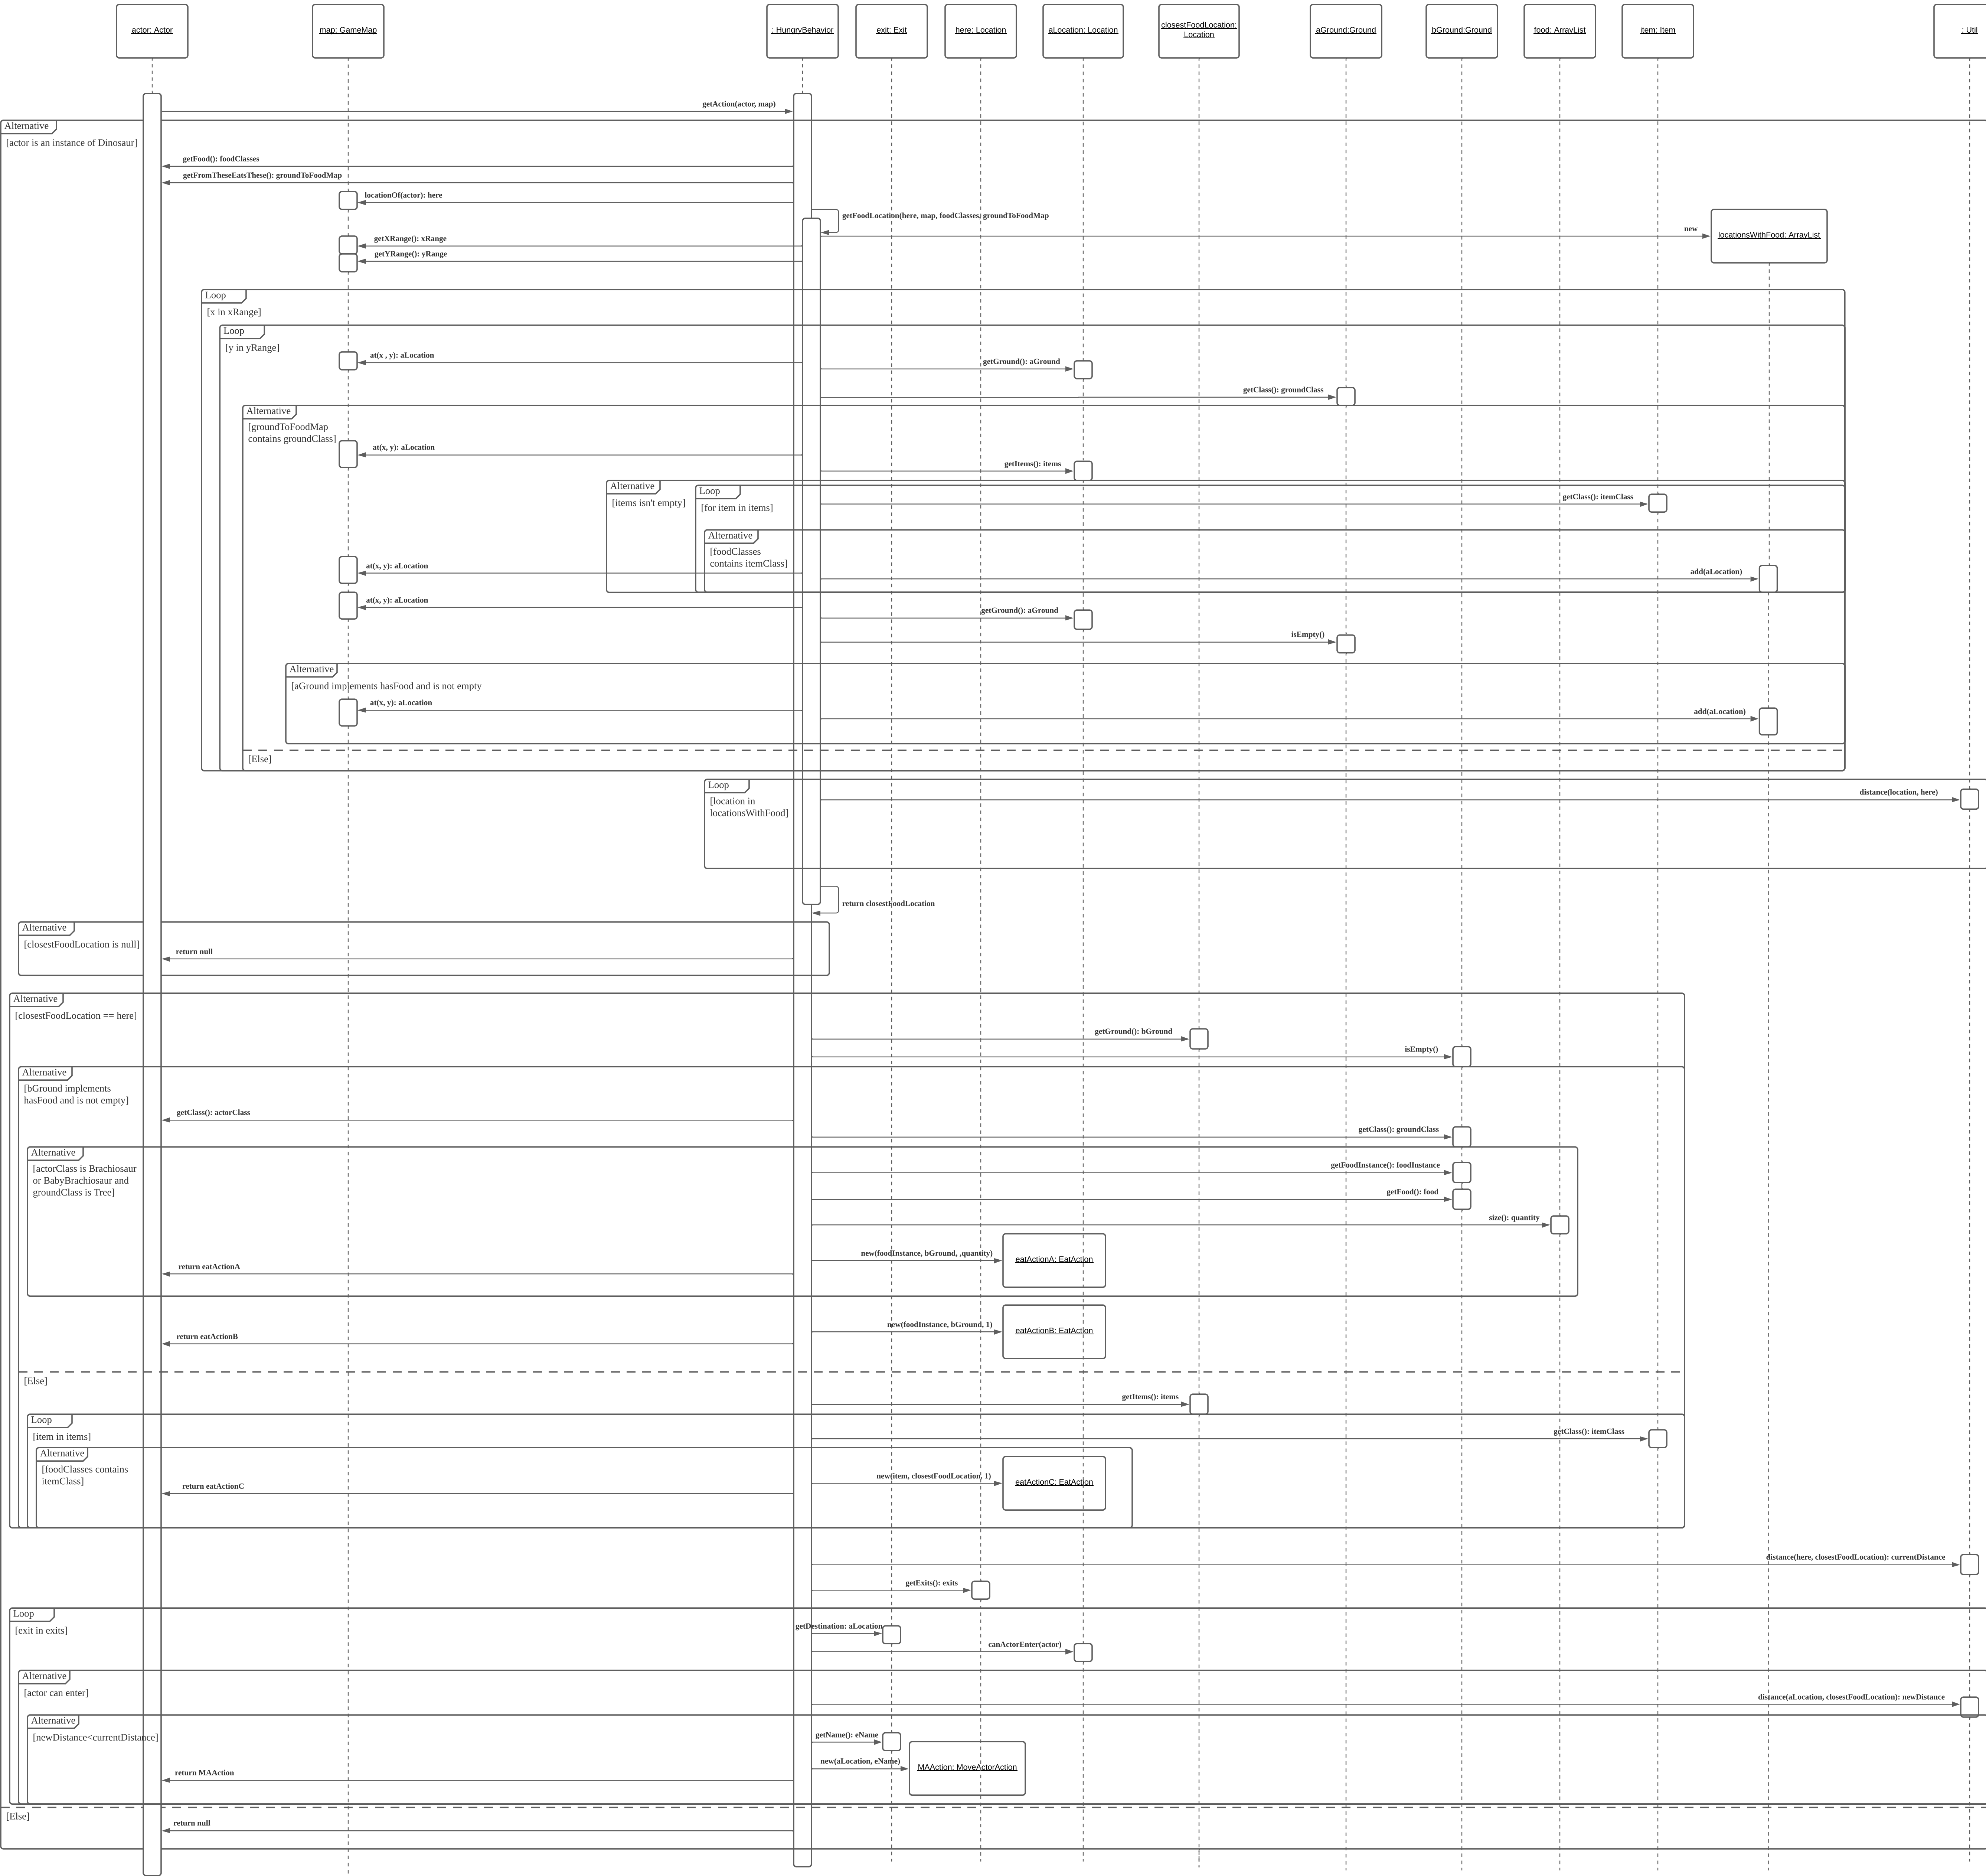 actor: Actor
map: GameMap
: HungryBehavior
exit: Exit
here: Location
aLocation: Location
closestFoodLocation:
Location
aGround:Ground
bGround:Ground
food: ArrayList
item: Item
: Util
getAction(actor, map)
Alternative
[actor is an instance of Dinosaur]
getFood(): foodClasses
getFromTheseEatsThese(): groundToFoodMap
locationOf(actor): here
getFoodLocation(here, map, foodClasses, groundToFoodMap
new
locationsWithFood: ArrayList
getXRange(): xRange
getYRange(): yRange
Loop
[x in xRange]
Loop
[y in yRange]
at(x , y): aLocation
getGround(): aGround
getClass(): groundClass
Alternative
[groundToFoodMap
contains groundClass]
at(x, y): aLocation
getItems(): items
Alternative
[items isn't empty]
Loop
[for item in items]
getClass(): itemClass
Alternative
[foodClasses
contains itemClass]
at(x, y): aLocation
add(aLocation)
at(x, y): aLocation
getGround(): aGround
isEmpty()
Alternative
[aGround implements hasFood and is not empty
at(x, y): aLocation
add(aLocation)
[Else]
Loop
[location in
locationsWithFood]
distance(location, here)
return closestFoodLocation
Alternative
[closestFoodLocation is null]
return null
Alternative
[closestFoodLocation == here]
getGround(): bGround
isEmpty()
Alternative
[bGround implements
hasFood and is not empty]
getClass(): actorClass
getClass(): groundClass
Alternative
[actorClass is Brachiosaur
or BabyBrachiosaur and
groundClass is Tree]
getFoodInstance(): foodInstance
getFood(): food
size(): quantity
new(foodInstance, bGround, ,quantity)
eatActionA: EatAction
return eatActionA
new(foodInstance, bGround, 1)
eatActionB: EatAction
return eatActionB
[Else]
getItems(): items
Loop
[item in items]
getClass(): itemClass
Alternative
[foodClasses contains
itemClass]
new(item, closestFoodLocation, 1)
eatActionC: EatAction
return eatActionC
distance(here, closestFoodLocation): currentDistance
getExits(): exits
Loop
[exit in exits]
getDestination: aLocation
canActorEnter(actor)
Alternative
[actor can enter]
distance(aLocation, closestFoodLocation): newDistance
Alternative
[newDistance<currentDistance]
getName(): eName
new(aLocation, eName)
MAAction: MoveActorAction
return MAAction
[Else]
return null